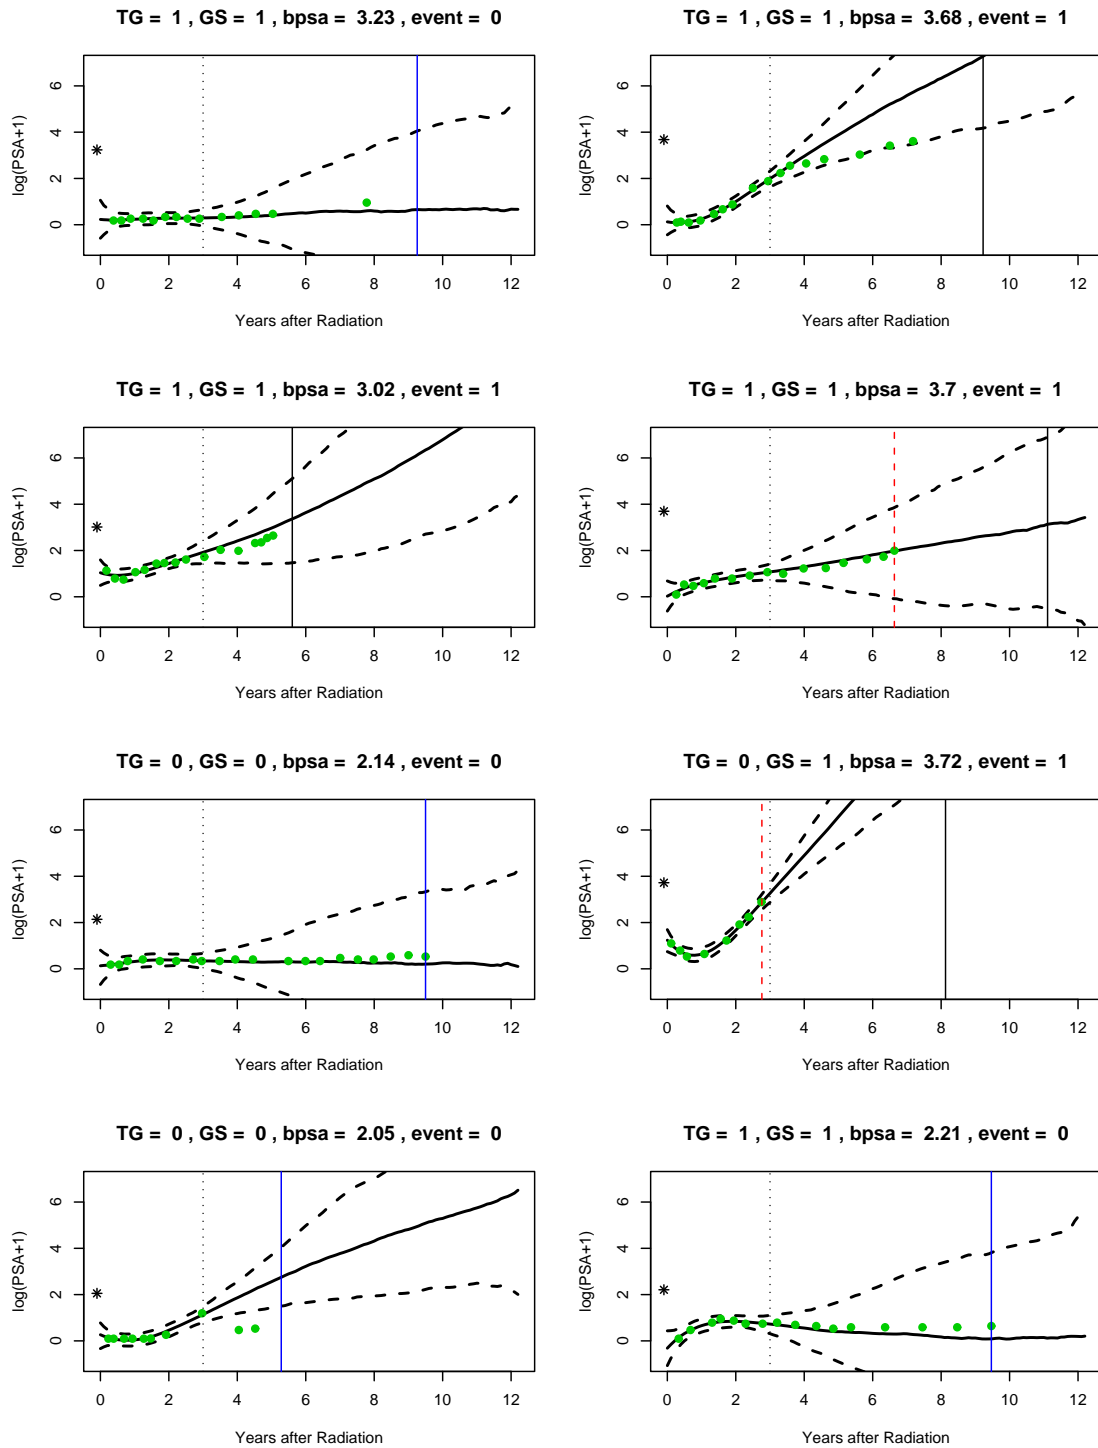 TG = 1 , GS = 1 , bpsa = 3.23 , event = 0
log(PSA+1)
6
4
2
0
0 2 4 6 8 10 12
Years after Radiation
TG = 1 , GS = 1 , bpsa = 3.68 , event = 1
log(PSA+1)
6
4
2
0
0 2 4 6 8 10 12
Years after Radiation
TG = 1 , GS = 1 , bpsa = 3.02 , event = 1
log(PSA+1)
6
4
2
0
0 2 4 6 8 10 12
Years after Radiation
TG = 1 , GS = 1 , bpsa = 3.7 , event = 1
log(PSA+1)
6
4
2
0
0 2 4 6 8 10 12
Years after Radiation
TG = 0 , GS = 0 , bpsa = 2.14 , event = 0
log(PSA+1)
6
4
2
0
0 2 4 6 8 10 12
Years after Radiation
TG = 0 , GS = 1 , bpsa = 3.72 , event = 1
log(PSA+1)
6
4
2
0
0 2 4 6 8 10 12
Years after Radiation
TG = 0 , GS = 0 , bpsa = 2.05 , event = 0
log(PSA+1)
6
4
2
0
0 2 4 6 8 10 12
Years after Radiation
TG = 1 , GS = 1 , bpsa = 2.21 , event = 0
log(PSA+1)
6
4
2
0
0 2 4 6 8 10 12
Years after Radiation